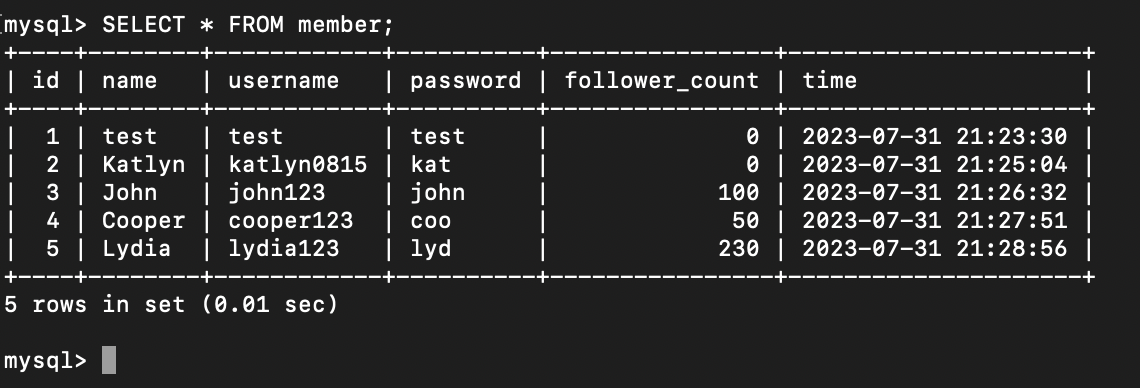 mysql> SELECT * FROM member;
+----+--------+------------+----------+----------------+---------------------+
| id | name   | username   | password | follower_count | time                |
+----+--------+------------+----------+----------------+---------------------+
|  1 | test   | test       | test     |              0 | 2023-07-31 21:23:30 |
|  2 | Katlyn | katlyn0815 | kat      |              0 | 2023-07-31 21:25:04 |
|  3 | John   | john123    | john     |            100 | 2023-07-31 21:26:32 |
|  4 | Cooper | cooper123  | coo      |             50 | 2023-07-31 21:27:51 |
|  5 | Lydia  | lydia123   | lyd      |            230 | 2023-07-31 21:28:56 |
+----+--------+------------+----------+----------------+---------------------+
5 rows in set (0.01 sec)
mysql>